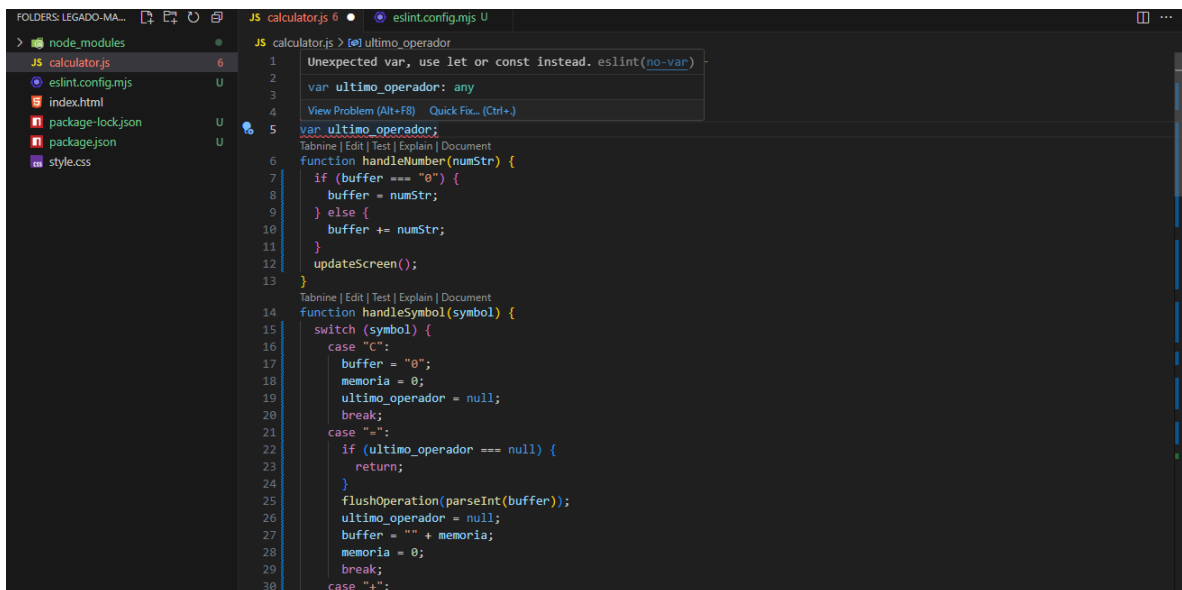 FOLDERS: LEGADO-MA...
node_modules
JS calculator.js 6
eslint.config.mjs U
index.html
package-lock.json U
package.json U
style.css
JS calculator.js 6
eslint.config.mjs U
JS calculator.js > ultimo_operador
1
Unexpected var, use let or const instead. eslint(no-var)
2
var ultimo_operador: any
3
4
View Problem (Alt+F8) Quick Fix... (Ctrl+.)
5 var ultimo_operador;
Tabnine | Edit | Test | Explain | Document
6 function handleNumber(numStr) {
7 if (buffer === "0") {
8 buffer = numStr;
9 } else {
10 buffer += numStr;
11 }
12 updateScreen();
13 }
Tabnine | Edit | Test | Explain | Document
14 function handleSymbol(symbol) {
15 switch (symbol) {
16 case "C":
17 buffer = "0";
18 memoria = 0;
19 ultimo_operador = null;
20 break;
21 case "=":
22 if (ultimo_operador === null) {
23 return;
24 }
25 flushOperation(parseInt(buffer));
26 ultimo_operador = null;
27 buffer = "" + memoria;
28 memoria = 0;
29 break;
30 case "+":